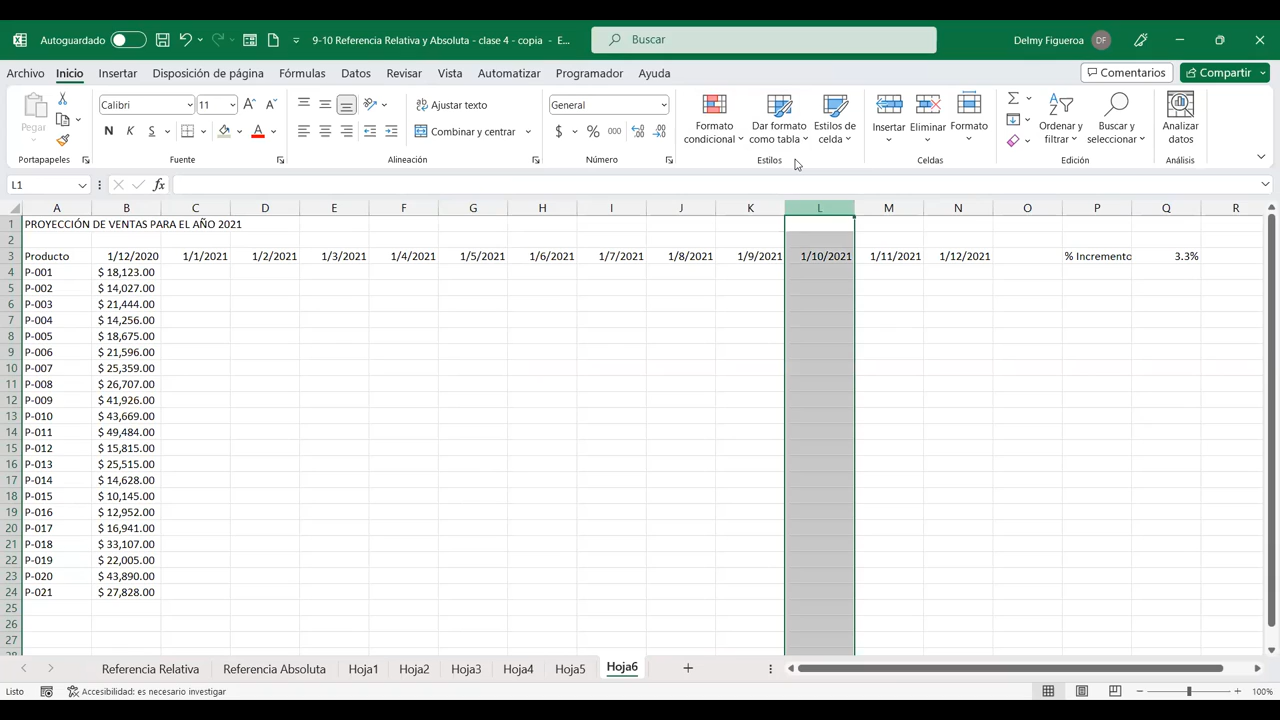 Autoguardado
9-10 Referencia Relativa y Absoluta - clase 4 - copia - E...
Buscar
Delmy Figueroa DF
Archivo Inicio Insertar Disposición de página Fórmulas Datos Revisar Vista Automatizar Programador Ayuda Comentarios Compartir
Pegar
Portapapeles
Calibri 11
N K S
Fuente
Ajustar texto
Combinar y centrar
Alineación
General
$ % 000
Número
Formato condicional
Dar formato como tabla
Estilos de celda
Estilos
Insertar Eliminar Formato
Celdas
Ordenar y filtrar
Buscar y seleccionar
Edición
Analizar datos
Análisis
L1 fx
A B C D E F G H I J K L M N O P Q R
1 PROYECCIÓN DE VENTAS PARA EL AÑO 2021
2
3 Producto 1/12/2020 1/1/2021 1/2/2021 1/3/2021 1/4/2021 1/5/2021 1/6/2021 1/7/2021 1/8/2021 1/9/2021 1/10/2021 1/11/2021 1/12/2021 % Incremento 3.3%
4 P-001 $ 18,123.00
5 P-002 $ 14,027.00
6 P-003 $ 21,444.00
7 P-004 $ 14,256.00
8 P-005 $ 18,675.00
9 P-006 $ 21,596.00
10 P-007 $ 25,359.00
11 P-008 $ 26,707.00
12 P-009 $ 41,926.00
13 P-010 $ 43,669.00
14 P-011 $ 49,484.00
15 P-012 $ 15,815.00
16 P-013 $ 25,515.00
17 P-014 $ 14,628.00
18 P-015 $ 10,145.00
19 P-016 $ 12,952.00
20 P-017 $ 16,941.00
21 P-018 $ 33,107.00
22 P-019 $ 22,005.00
23 P-020 $ 43,890.00
24 P-021 $ 27,828.00
25
26
27
28
Referencia Relativa Referencia Absoluta Hoja1 Hoja2 Hoja3 Hoja4 Hoja5 Hoja6
Listo Accesibilidad: es necesario investigar 100%